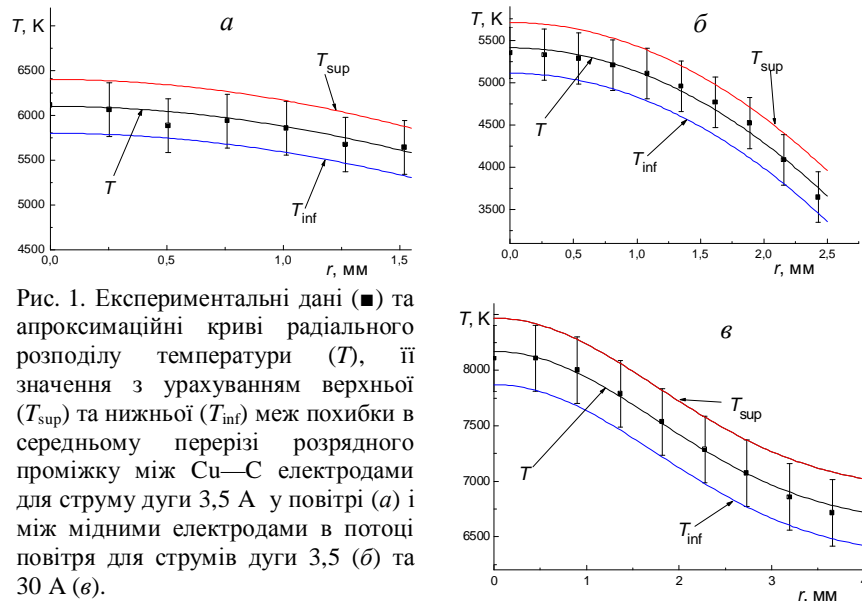 а
T, K
7000
6500
6000
5500
5000
4500
0,0
0,5
1,0
1,5
r, мм
T_sup
T
T_inf
б
T, K
5500
5000
4500
4000
3500
0,0
0,5
1,0
1,5
2,0
2,5
r, мм
T_sup
T
T_inf
Рис. 1. Експериментальні дані (■) та
апроксимаційні криві радіального
розподілу температури (T), її
значення з урахуванням верхньої
(T_sup) та нижньої (T_inf) меж похибки в
середньому перерізі розрядного
проміжку між Cu—C електродами
для струму дуги 3,5 А у повітрі (а) і
між мідними електродами в потоці
повітря для струмів дуги 3,5 (б) та
30 А (в).
в
T, K
8000
7500
7000
6500
0
1
2
3
4
r, мм
T_sup
T
T_inf